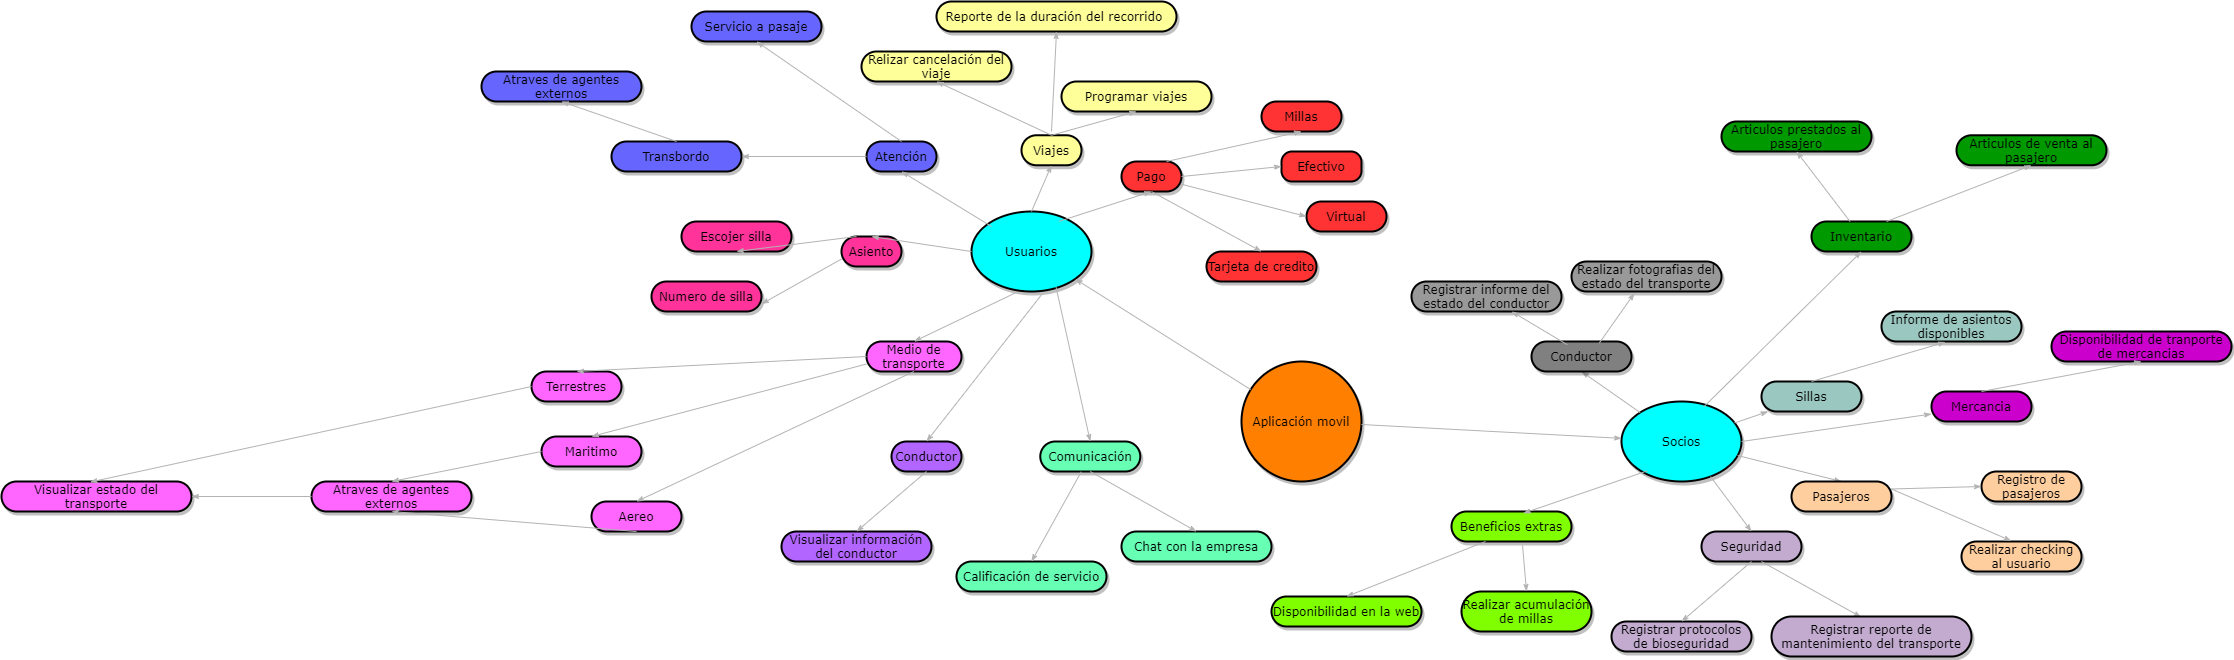 Reporte de la duración del recorrido
Servicio a pasaje
Relizar cancelación del
viaje
Atraves de agentes
externos
Programar viajes
Millas
Articulos prestados al
pasajero
Articulos de venta al
pasajero
Transbordo
Atención
Viajes
Pago
Efectivo
Virtual
Escojer silla
Asiento
Usuarios
Tarjeta de credito
Inventario
Numero de silla
Registrar informe del
estado del conductor
Realizar fotografias del
estado del transporte
Informe de asientos
disponibles
Disponibilidad de tranporte
de mercancias
Medio de
transporte
Conductor
Terrestres
Sillas
Mercancia
Aplicación movil
Socios
Maritimo
Conductor
Comunicación
Visualizar estado del
transporte
Atraves de agentes
externos
Aereo
Pasajeros
Registro de
pasajeros
Visualizar información
del conductor
Chat con la empresa
Beneficios extras
Seguridad
Realizar checking
al usuario
Calificación de servicio
Disponibilidad en la web
Realizar acumulación
de millas
Registrar protocolos
de bioseguridad
Registrar reporte de
mantenimiento del transporte